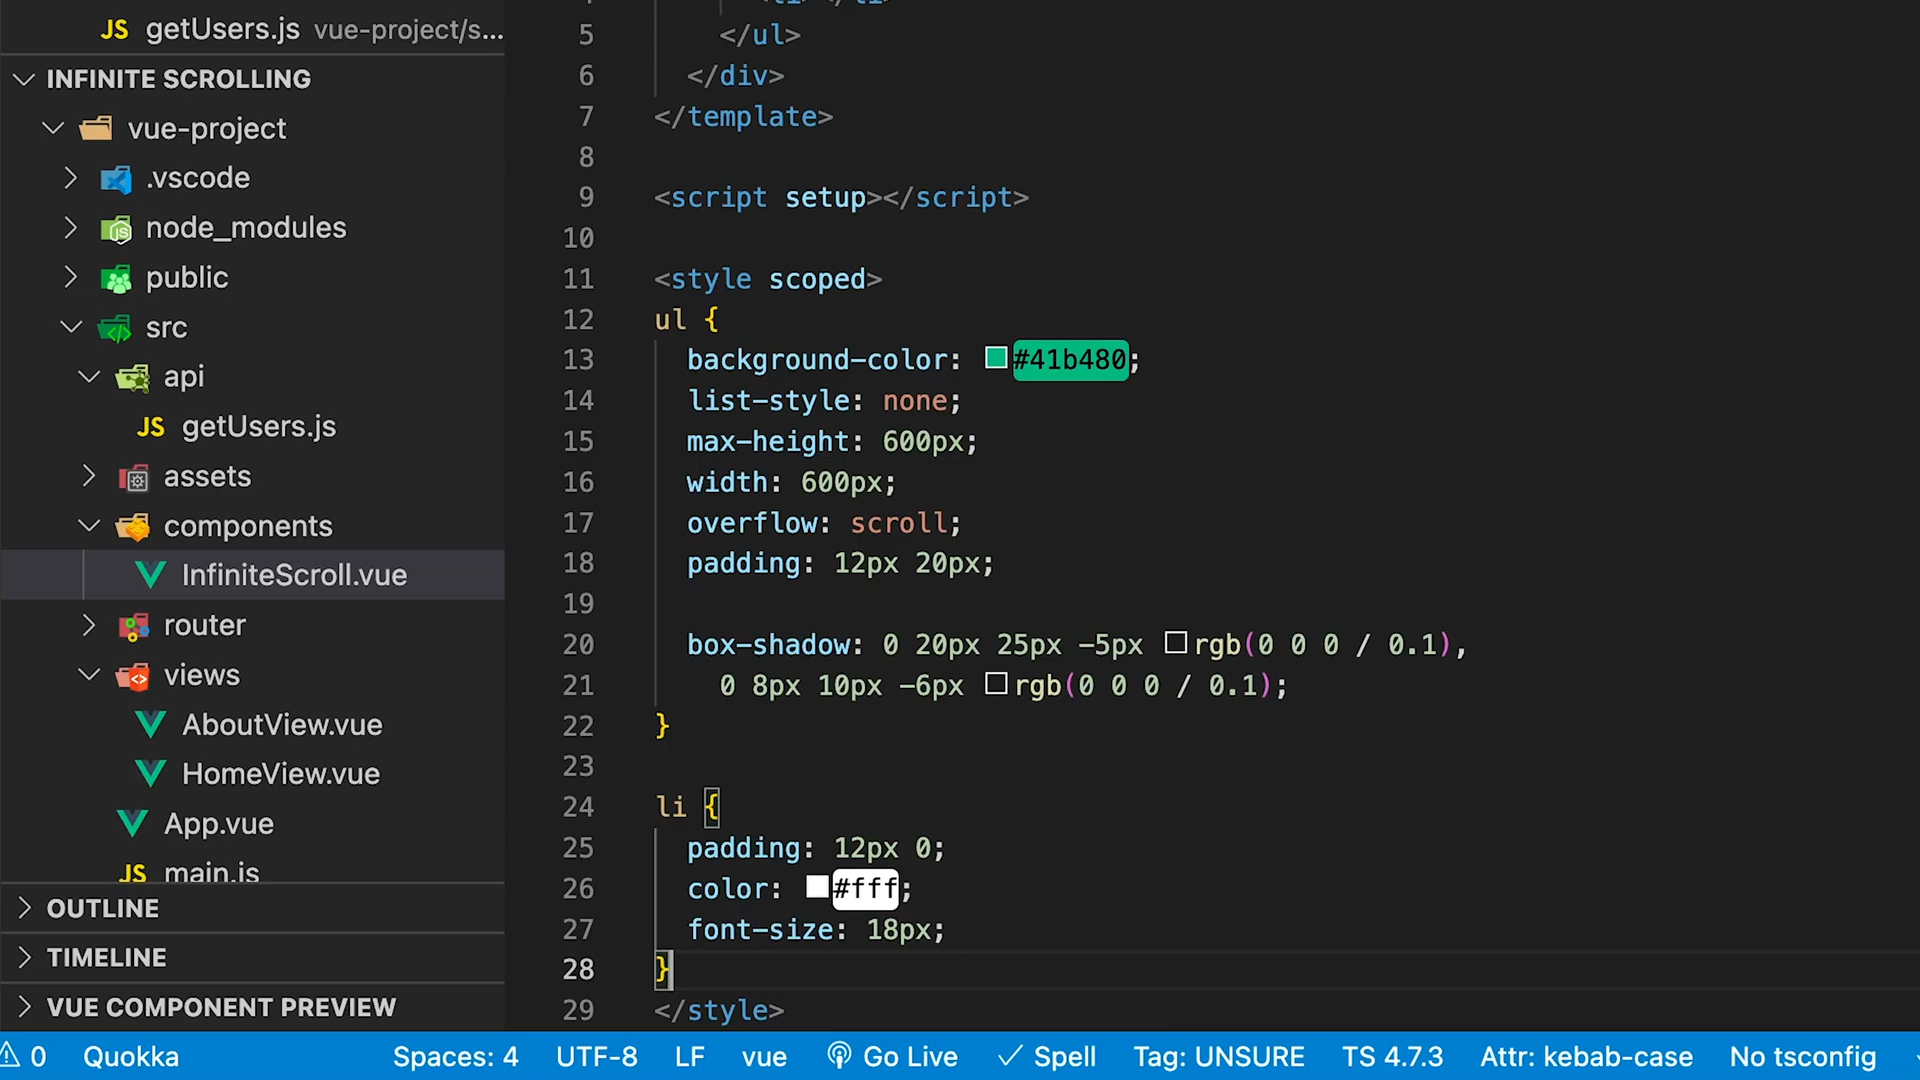 JS getUsers.js vue-project/s...
INFINITE SCROLLING
vue-project
.vscode
node_modules
public
src
api
JS getUsers.js
assets
components
InfiniteScroll.vue
router
views
AboutView.vue
HomeView.vue
App.vue
JS main.js
OUTLINE
TIMELINE
VUE COMPONENT PREVIEW
5 </ul>
6 </div>
7 </template>
8
9 <script setup></script>
10
11 <style scoped>
12 ul {
13 background-color: #41b480;
14 list-style: none;
15 max-height: 600px;
16 width: 600px;
17 overflow: scroll;
18 padding: 12px 20px;
19
20 box-shadow: 0 20px 25px -5px rgb(0 0 0 / 0.1),
21 0 8px 10px -6px rgb(0 0 0 / 0.1);
22 }
23
24 li {
25 padding: 12px 0;
26 color: #fff;
27 font-size: 18px;
28 }
29 </style>
0 Quokka Spaces: 4 UTF-8 LF vue Go Live Spell Tag: UNSURE TS 4.7.3 Attr: kebab-case No tsconfig